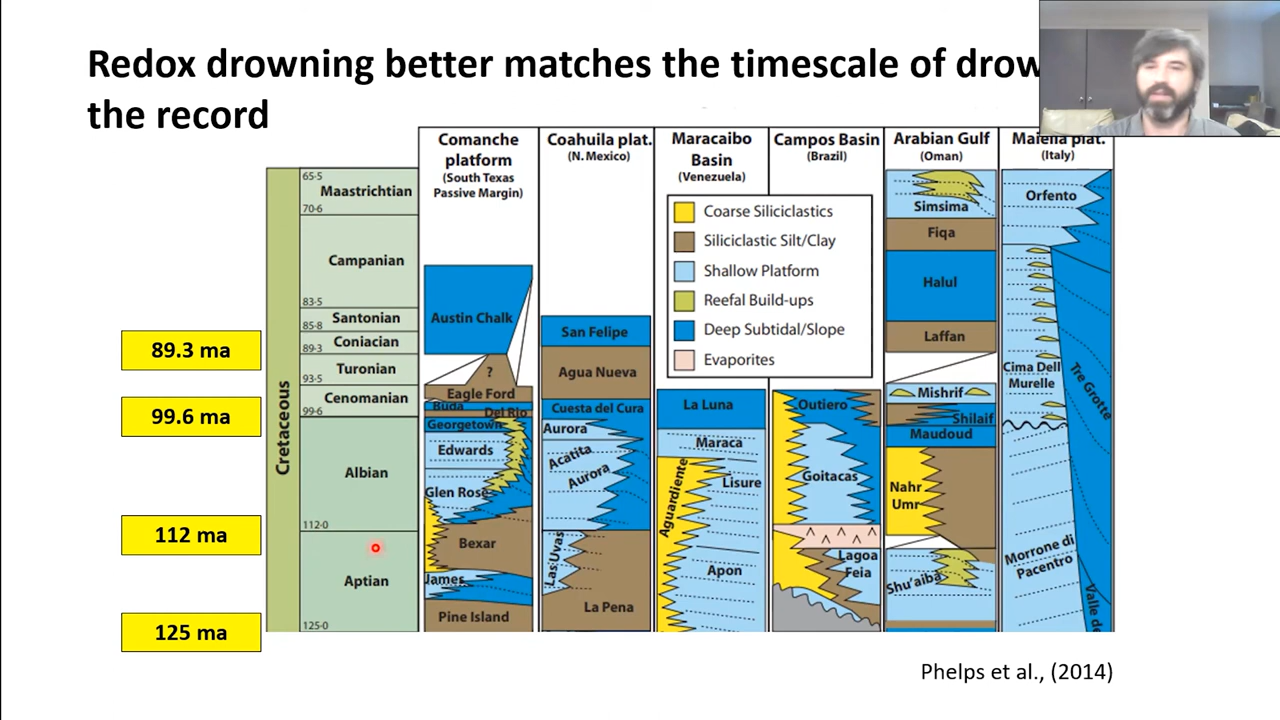 Redox drowning better matches the timescale of drow
the record
Comanche
platform
(South Texas
Passive Margin)
Coahuila plat.
(N. Mexico)
Maracaibo
Basin
(Venezuela)
Campos Basin
(Brazil)
Arabian Gulf
(Oman)
Maiella plat.
(Italy)
89.3 ma
99.6 ma
112 ma
125 ma
Cretaceous
65·5
Maastrichtian
70·6
Campanian
83·5
Santonian
85·8
Coniacian
89·3
Turonian
93·5
Cenomanian
99·6
Albian
112·0
Aptian
125·0
Austin Chalk
?
Eagle Ford
Buda
Del Rio
Georgetown
Edwards
Glen Rose
Bexar
James
Pine Island
San Felipe
Agua Nueva
Cuesta del Cura
Aurora
Acatita
Aurora
Las Uvas
La Pena
Coarse Siliciclastics
Siliciclastic Silt/Clay
Shallow Platform
Reefal Build-ups
Deep Subtidal/Slope
Evaporites
La Luna
Maraca
Aguardiente
Lisure
Apon
Outiero
Goitacas
Lagoa
Feia
Simsima
Fiqa
Halul
Laffan
Mishrif
Shilaif
Maudoud
Nahr
Umr
Shu'aiba
Orfento
Cima Dell
Murelle
Tre Grotte
Morrone di
Pacentro
Valle de
Phelps et al., (2014)